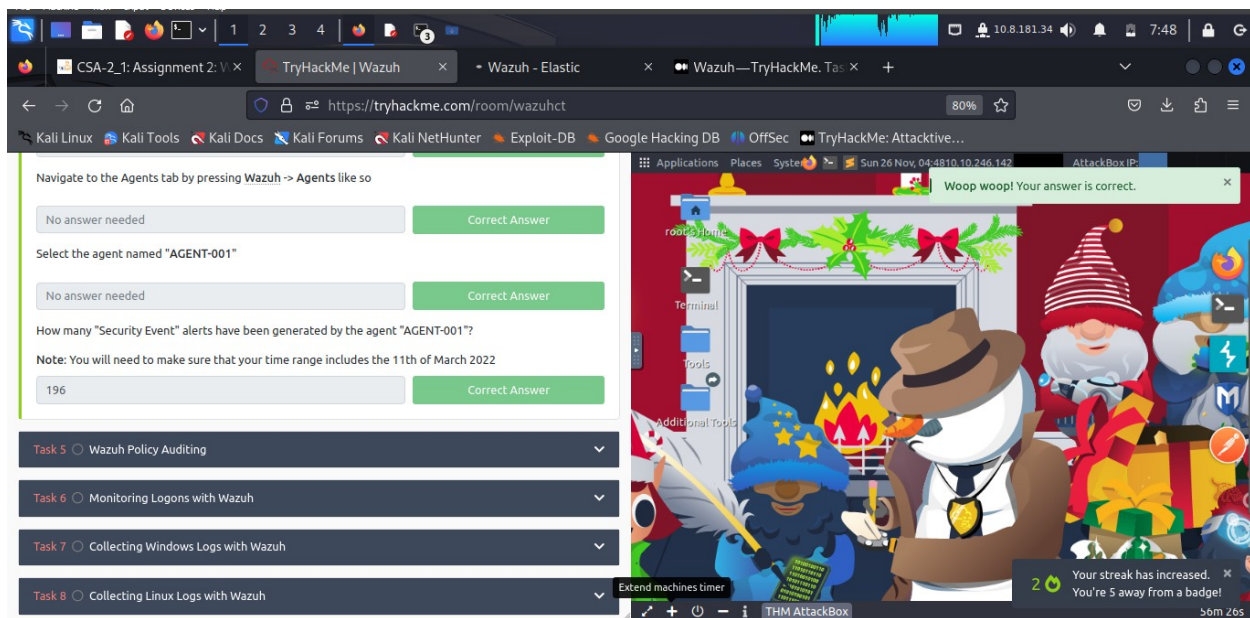 1 2 3 4 3 10.8.181.34 7:48
CSA-2_1: Assignment 2: W × TryHackMe | Wazuh × Wazuh - Elastic × Wazuh—TryHackMe. Tas × +
https://tryhackme.com/room/wazuhct 80%
Kali Linux Kali Tools Kali Docs Kali Forums Kali NetHunter Exploit-DB Google Hacking DB OffSec TryHackMe: Attacktive…
Applications Places System Sun 26 Nov, 04:48 10.10.246.142 AttackBox IP:
Navigate to the Agents tab by pressing Wazuh -> Agents like so
Woop woop! Your answer is correct. ×
No answer needed Correct Answer
Select the agent named "AGENT-001"
No answer needed Correct Answer
How many "Security Event" alerts have been generated by the agent "AGENT-001"?
Note: You will need to make sure that your time range includes the 11th of March 2022
196 Correct Answer
Task 5 Wazuh Policy Auditing
Task 6 Monitoring Logons with Wazuh
Task 7 Collecting Windows Logs with Wazuh
Task 8 Collecting Linux Logs with Wazuh
root's Home
Terminal
Tools
Additional Tools
Extend machines timer
2 Your streak has increased. ×
You're 5 away from a badge!
THM AttackBox 56m 26s